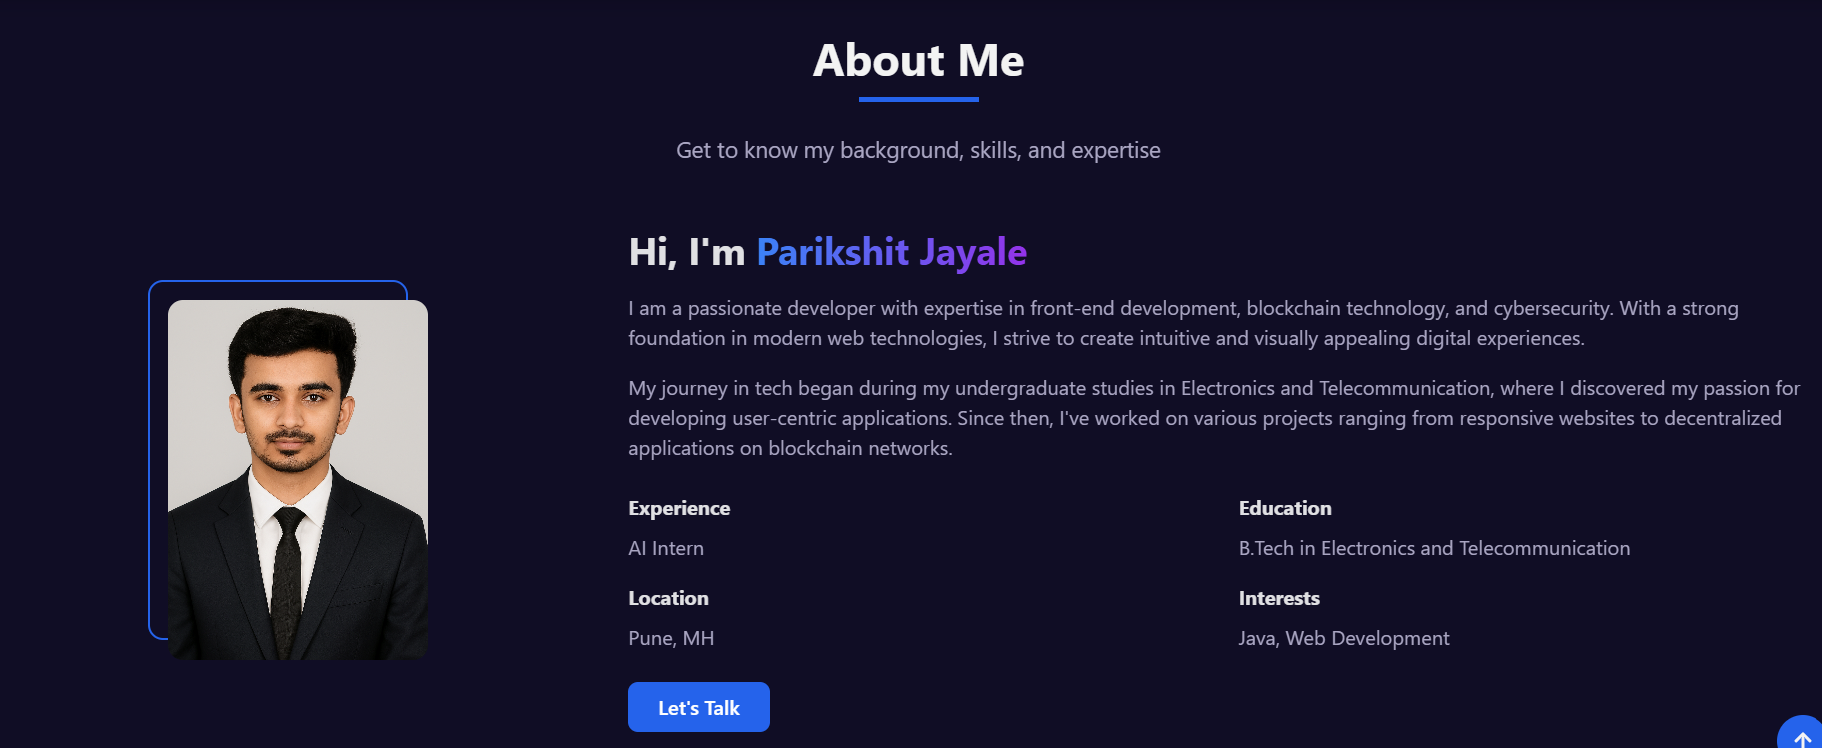 About Me
Get to know my background, skills, and expertise
Hi, I'm Parikshit Jayale
I am a passionate developer with expertise in front-end development, blockchain technology, and cybersecurity. With a strong
foundation in modern web technologies, I strive to create intuitive and visually appealing digital experiences.
My journey in tech began during my undergraduate studies in Electronics and Telecommunication, where I discovered my passion for
developing user-centric applications. Since then, I've worked on various projects ranging from responsive websites to decentralized
applications on blockchain networks.
Experience
AI Intern
Education
B.Tech in Electronics and Telecommunication
Location
Pune, MH
Interests
Java, Web Development
Let's Talk